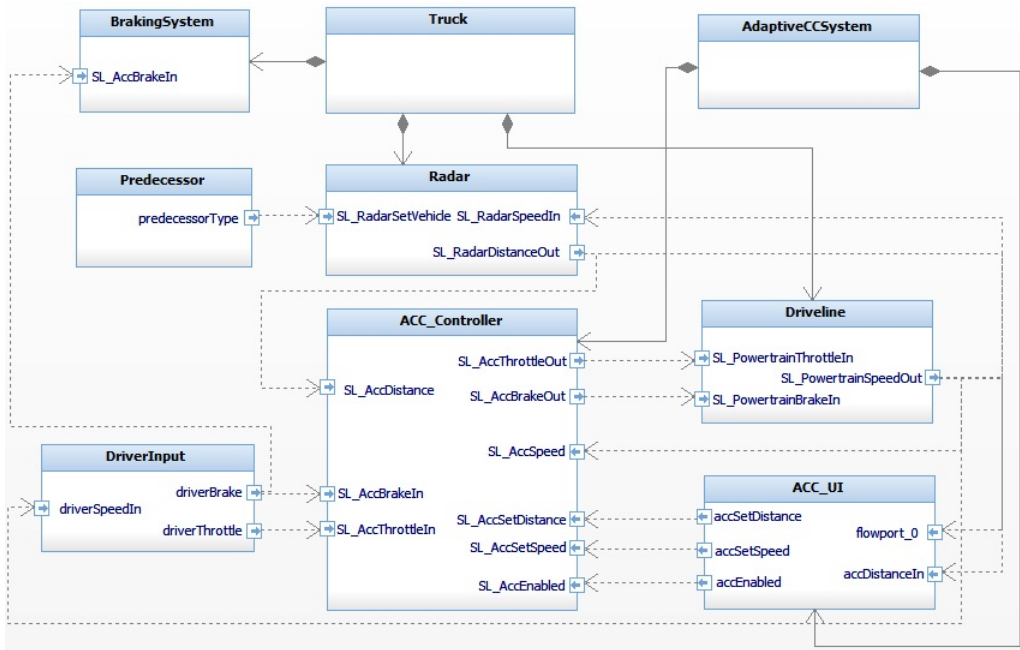 BrakingSystem
SL_AccBrakeIn
Truck
AdaptiveCCSystem
Predecessor
predecessorType
Radar
SL_RadarSetVehicle SL_RadarSpeedIn
SL_RadarDistanceOut
ACC_Controller
SL_AccThrottleOut
SL_AccDistance
SL_AccBrakeOut
SL_AccSpeed
SL_AccBrakeIn
SL_AccSetDistance
SL_AccThrottleIn
SL_AccSetSpeed
SL_AccEnabled
Driveline
SL_PowertrainThrottleIn
SL_PowertrainSpeedOut
SL_PowertrainBrakeIn
DriverInput
driverBrake
driverSpeedIn
driverThrottle
ACC_UI
accSetDistance
flowport_0
accSetSpeed
accDistanceIn
accEnabled